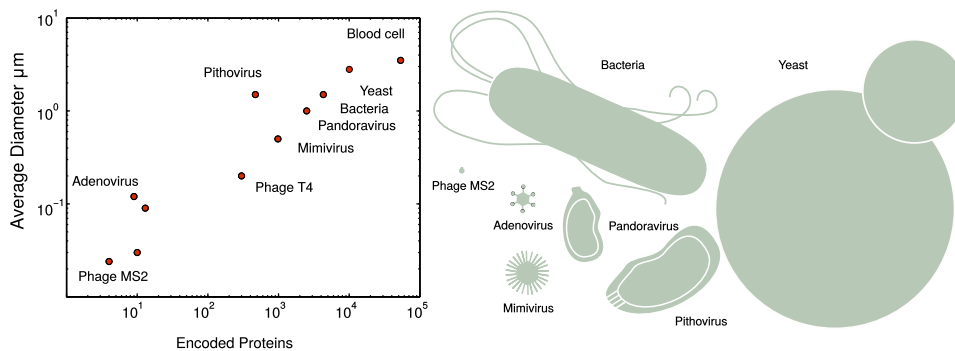 10¹
10⁰
10⁻¹
Average Diameter μm
Blood cell
Pithovirus
Yeast
Bacteria
Pandoravirus
Mimivirus
Adenovirus
Phage T4
Phage MS2
10¹
10²
10³
10⁴
10⁵
Encoded Proteins
Bacteria
Yeast
Phage MS2
Adenovirus
Pandoravirus
Mimivirus
Pithovirus